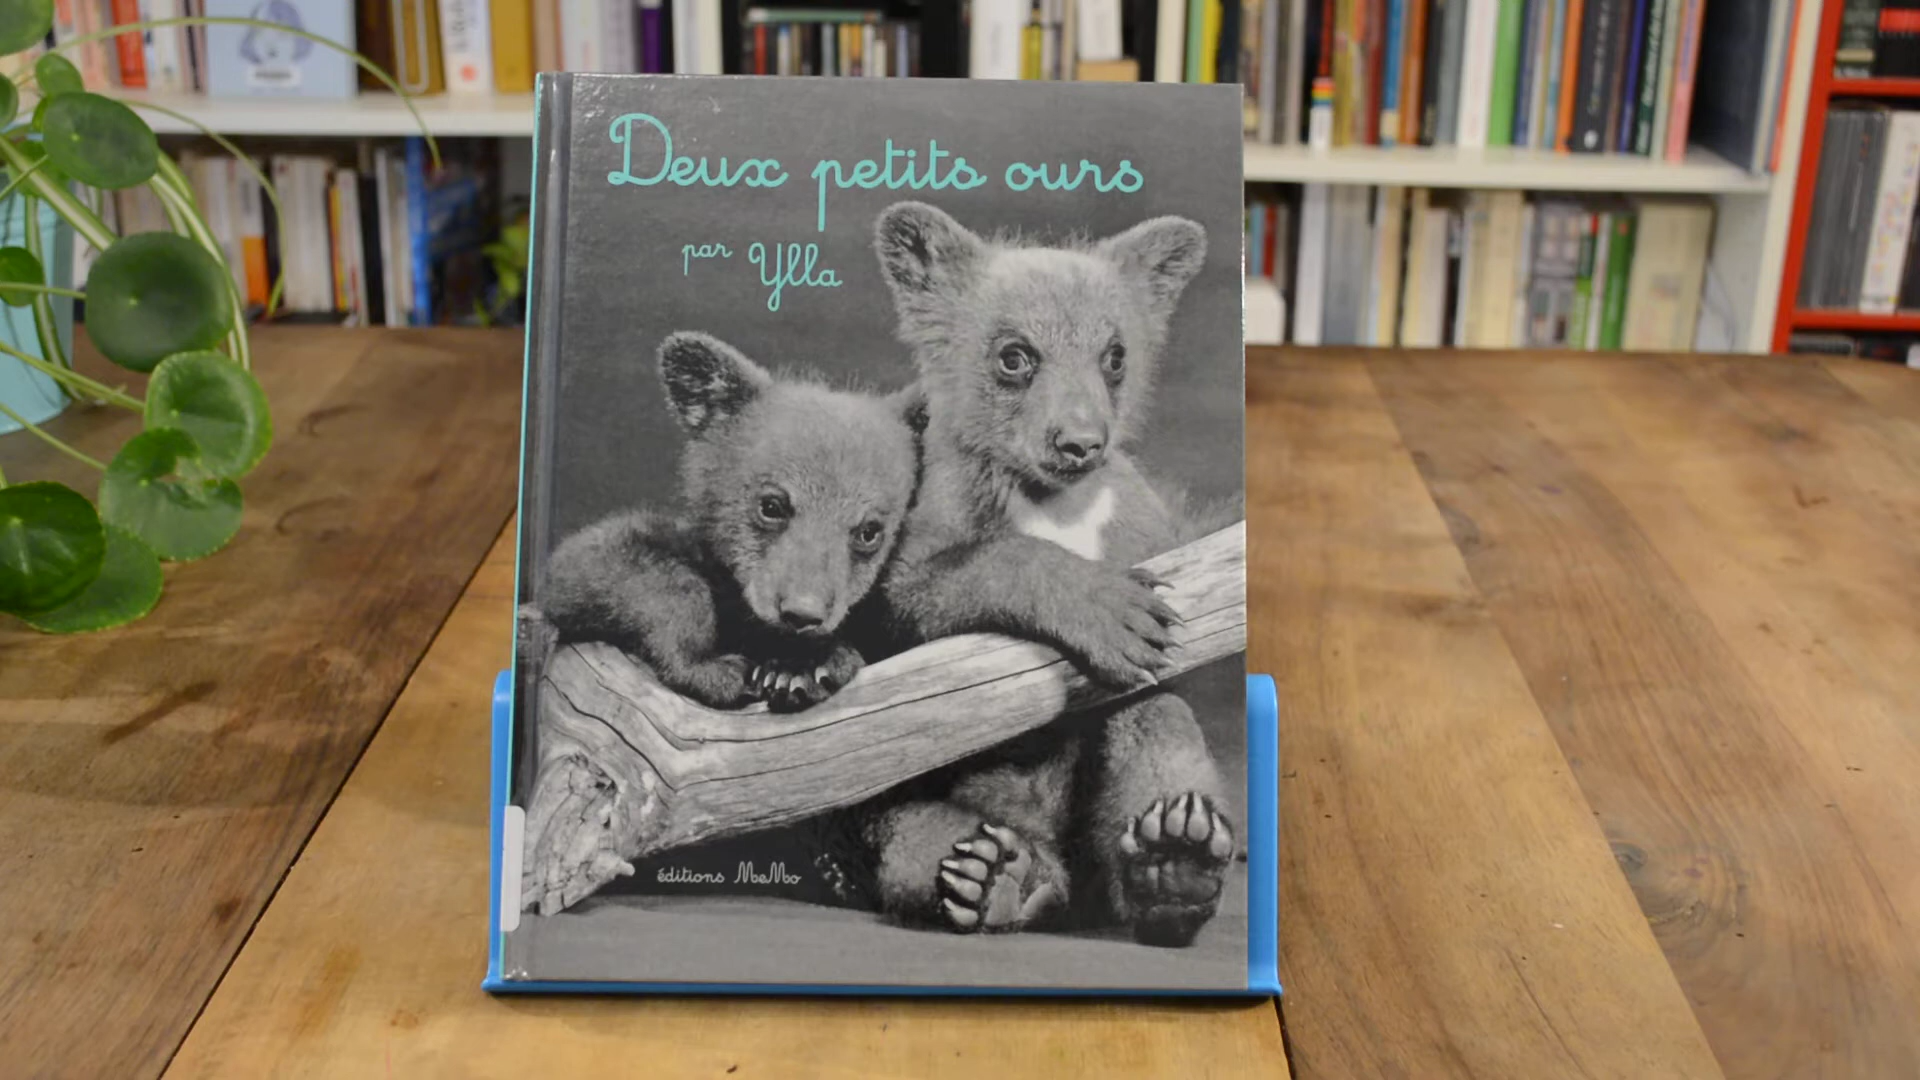 Deux petits ours
par Ylla
éditions MeMo